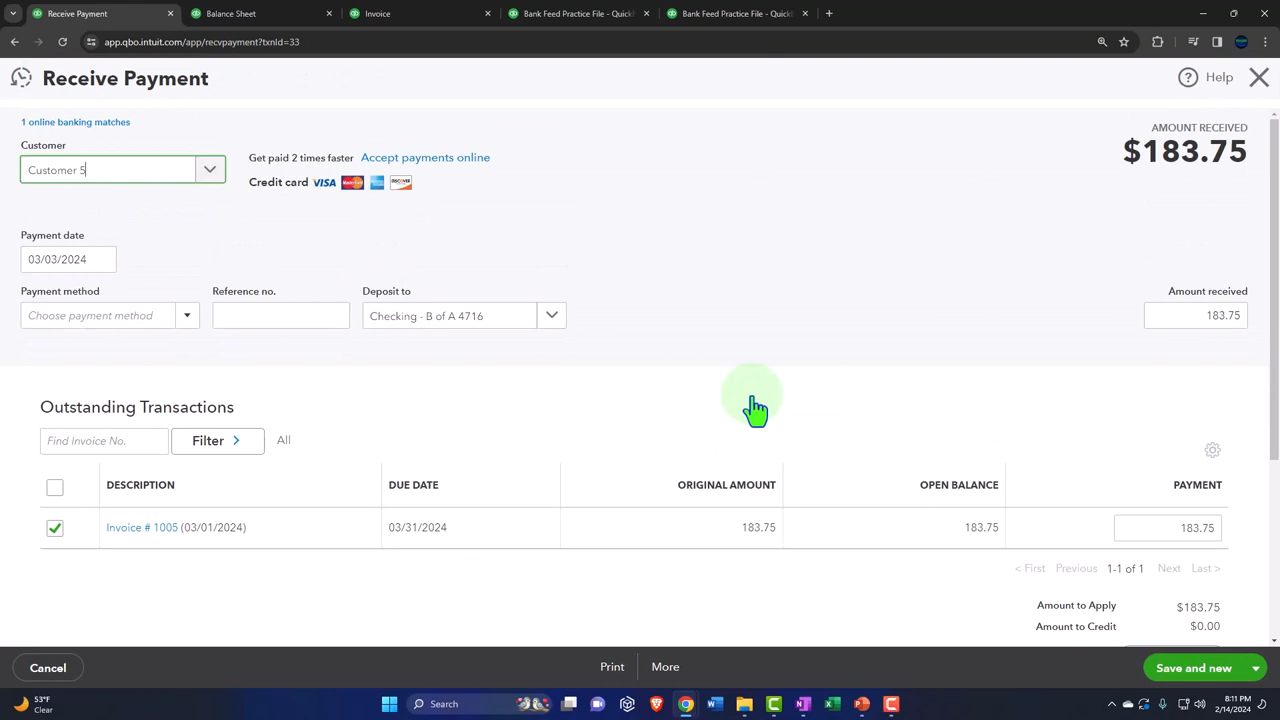 Receive Payment
Balance Sheet
Invoice
Bank Feed Practice File - Quick
Bank Feed Practice File - Quick
qbo.intuit.com/app/recvpayment?txnId=33
Receive Payment
Help
1 online banking matches
AMOUNT RECEIVED
$183.75
Customer
Customer 5
Get paid 2 times faster Accept payments online
Credit card VISA MasterCard DISCOVER
Payment date
03/03/2024
Payment method Reference no. Deposit to Amount received
Choose payment method Checking - B of A 4716 183.75
Outstanding Transactions
Find Invoice No. Filter > All
DESCRIPTION DUE DATE ORIGINAL AMOUNT OPEN BALANCE PAYMENT
Invoice # 1005 (03/01/2024) 03/31/2024 183.75 183.75 183.75
< First Previous 1-1 of 1 Next Last >
Amount to Apply $183.75
Amount to Credit $0.00
Cancel Print More Save and new
53°F
Clear
Search
8:11 PM
2/14/2024